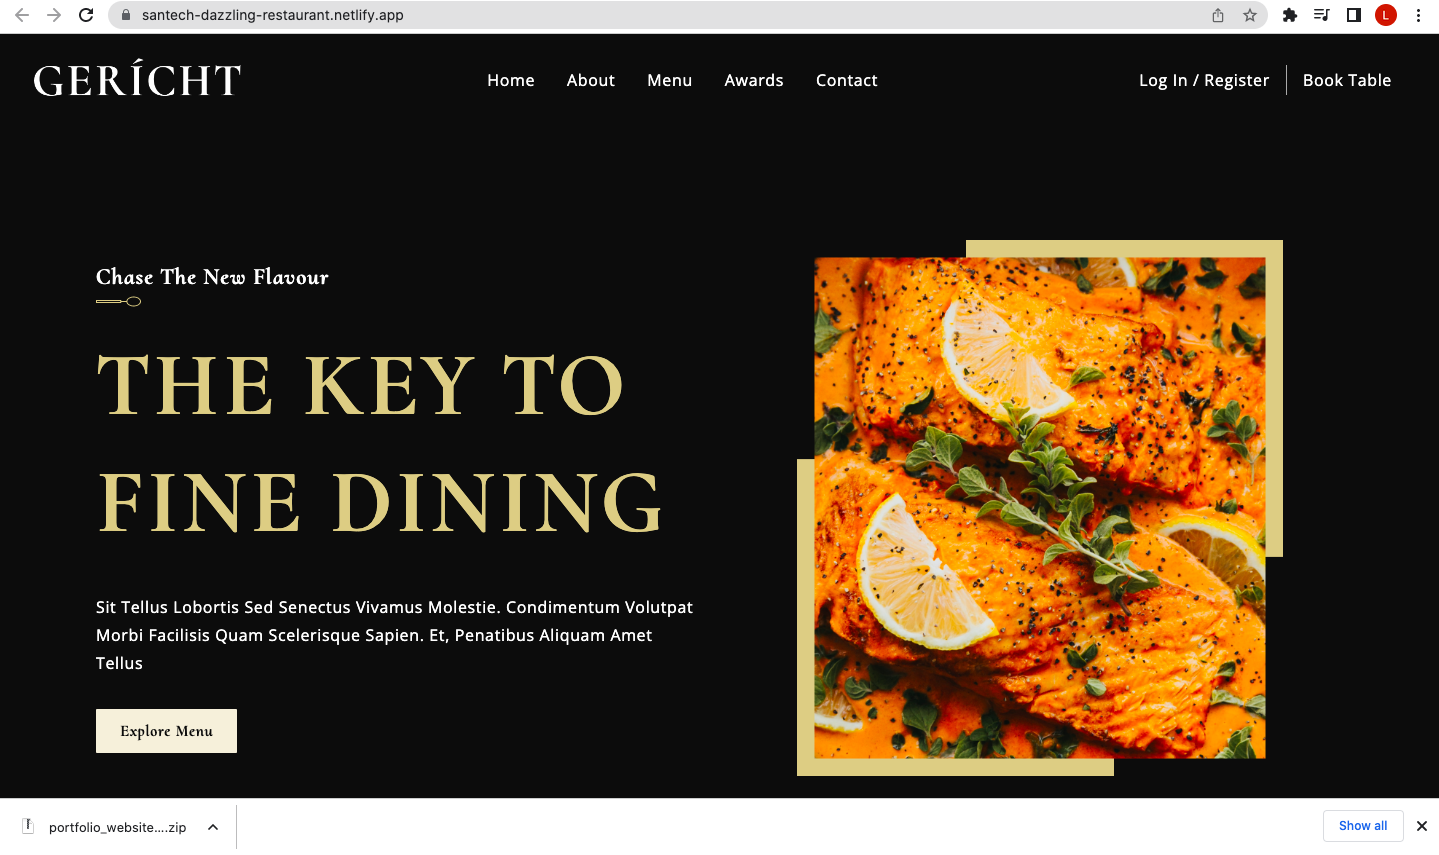 santech-dazzling-restaurant.netlify.app
L
GERÍCHT
Home About Menu Awards Contact
Log In / Register Book Table
Chase The New Flavour
THE KEY TO
FINE DINING
Sit Tellus Lobortis Sed Senectus Vivamus Molestie. Condimentum Volutpat
Morbi Facilisis Quam Scelerisque Sapien. Et, Penatibus Aliquam Amet
Tellus
Explore Menu
portfolio_website....zip
Show all